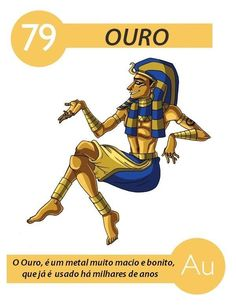 79
OURO
O Ouro, é um metal muito macio e bonito,
que já é usado há milhares de anos
Au